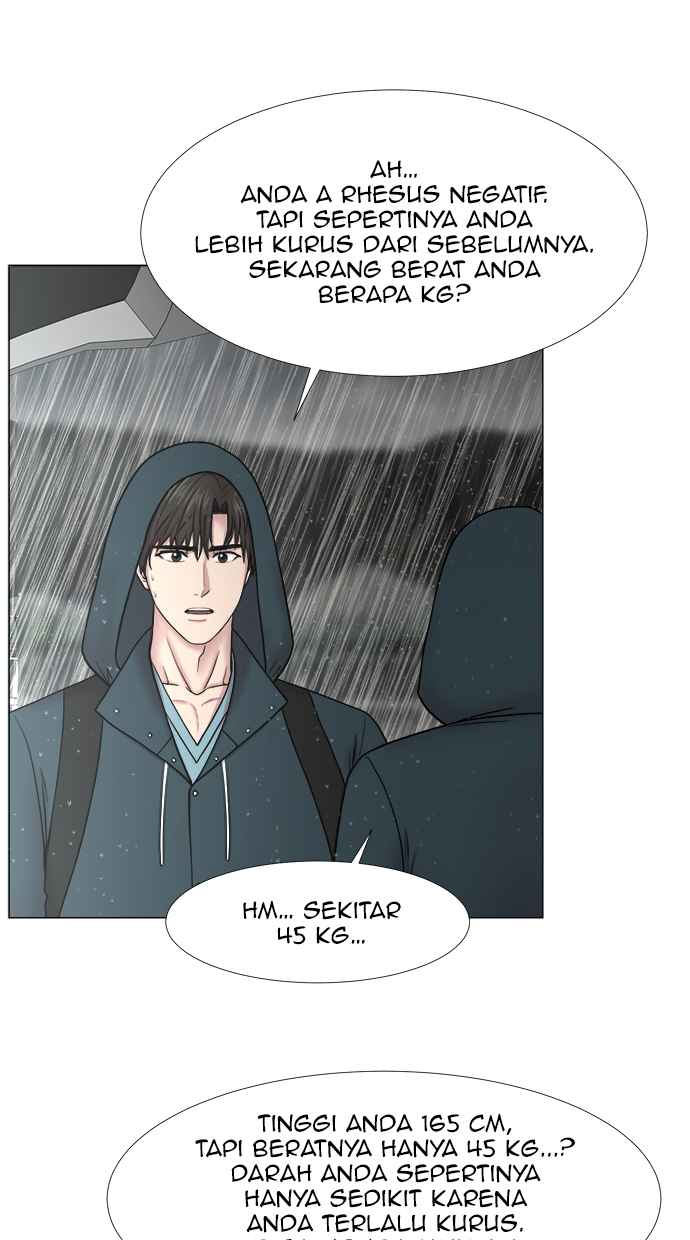 AH...
ANDA A RHESUS NEGATIF.
TAPI SEPERTINYA ANDA
LEBIH KURUS DARI SEBELUMNYA.
SEKARANG BERAT ANDA
BERAPA KG?
HM... SEKITAR
45 KG...
TINGGI ANDA 165 CM,
TAPI BERATNYA HANYA 45 KG...?
DARAH ANDA SEPERTINYA
HANYA SEDIKIT KARENA
ANDA TERLALU KURUS.